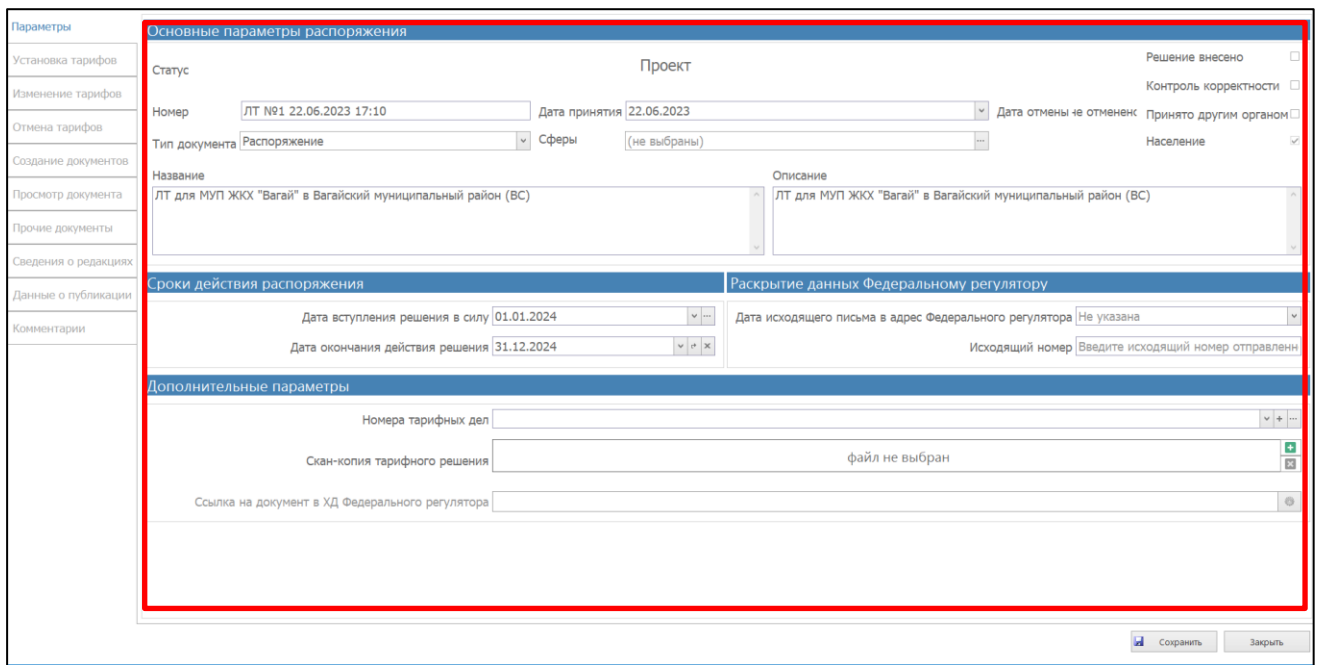 Параметры
Установка тарифов
Изменение тарифов
Отмена тарифов
Создание документов
Просмотр документа
Прочие документы
Сведения о редакциях
Данные о публикации
Комментарии
Основные параметры распоряжения
Статус Проект Решение внесено
Контроль корректности
Номер ЛТ №1 22.06.2023 17:10 Дата принятия 22.06.2023 Дата отмены не отменено Принято другим органом
Тип документа Распоряжение Сферы (не выбраны) Население
Название Описание
ЛТ для МУП ЖКХ "Вагай" в Вагайский муниципальный район (ВС) ЛТ для МУП ЖКХ "Вагай" в Вагайский муниципальный район (ВС)
Сроки действия распоряжения Раскрытие данных Федеральному регулятору
Дата вступления решения в силу 01.01.2024 Дата исходящего письма в адрес Федерального регулятора Не указана
Дата окончания действия решения 31.12.2024 Исходящий номер Введите исходящий номер отправленн
Дополнительные параметры
Номера тарифных дел
Скан-копия тарифного решения файл не выбран
Ссылка на документ в ХД Федерального регулятора
Сохранить Закрыть